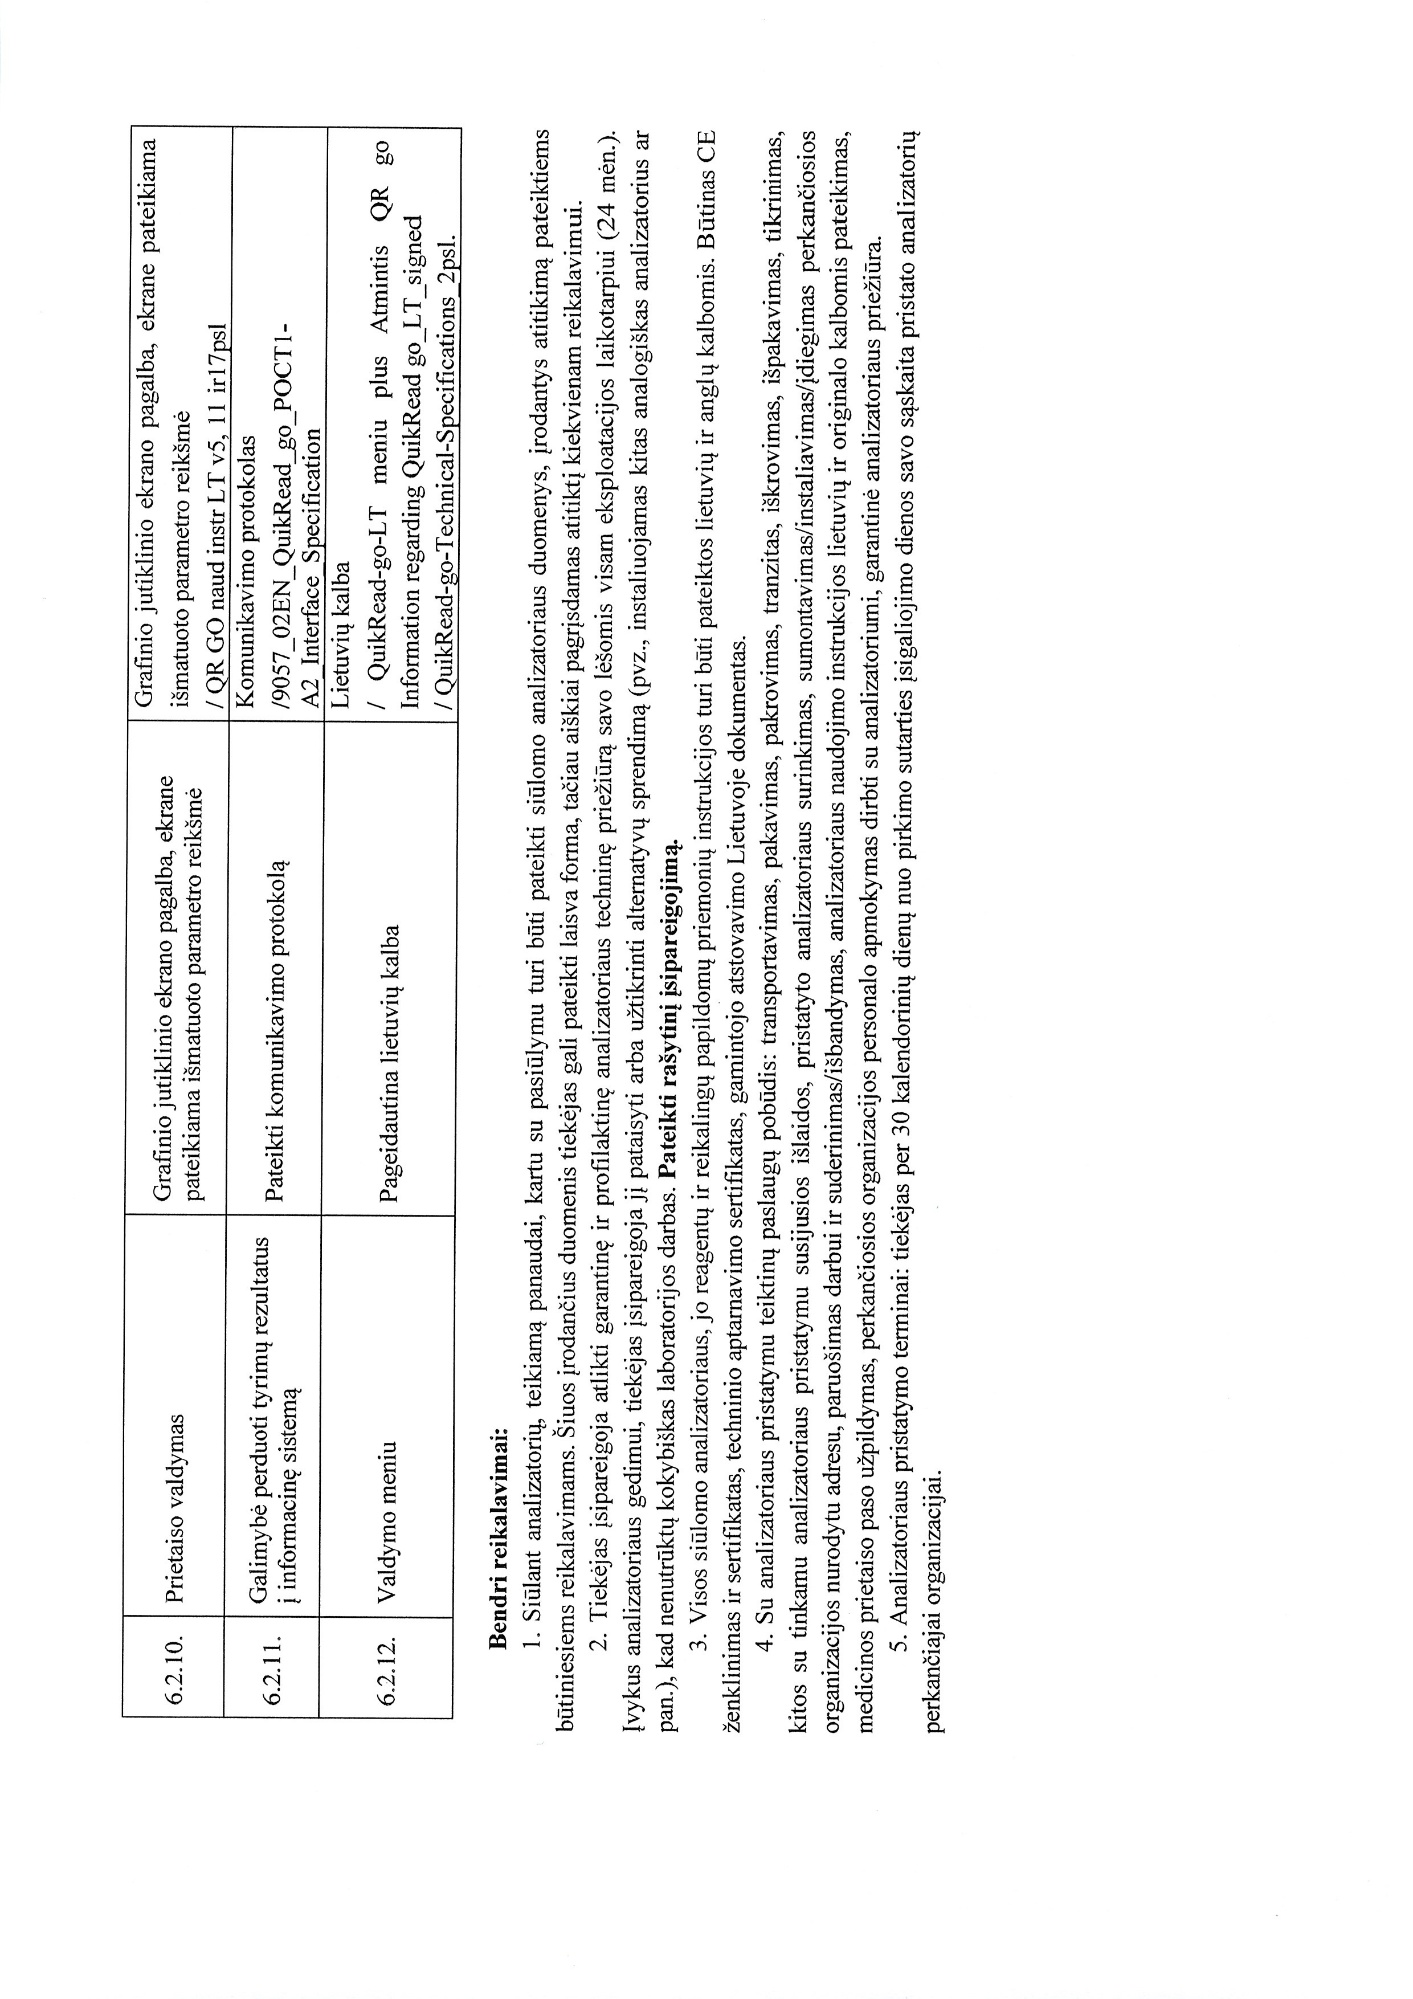 6.2.10.
Prietaiso valdymas
Grafinio jutiklinio ekrano pagalba, ekrane
pateikiama išmatuoto parametro reikšmė
Grafinio jutiklinio ekrano pagalba, ekrane pateikiama
išmatuoto parametro reikšmė
/ QR GO naud instr LT v5, 11 ir17psl
6.2.11.
Galimybė perduoti tyrimų rezultatus
į informacinę sistemą
Pateikti komunikavimo protokolą
Komunikavimo protokolas
/9057_02EN_QuikRead_go_POCT1-
A2_Interface_Specification
6.2.12.
Valdymo meniu
Pageidautina lietuvių kalba
Lietuvių kalba
/ QuikRead-go-LT meniu plus Atmintis QR go
Information regarding QuikRead go_LT_signed
/ QuikRead-go-Technical-Specifications_2psl.
Bendri reikalavimai:
1. Siūlant analizatorių, teikiamą panaudai, kartu su pasiūlymu turi būti pateikti siūlomo analizatoriaus duomenys, įrodantys atitikimą pateiktiems
būtiniesiems reikalavimams. Šiuos įrodančius duomenis tiekėjas gali pateikti laisva forma, tačiau aiškiai pagrįsdamas atitiktį kiekvienam reikalavimui.
2. Tiekėjas įsipareigoja atlikti garantinę ir profilaktinę analizatoriaus techninę priežiūrą savo lėšomis visam eksploatacijos laikotarpiui (24 mėn.).
Įvykus analizatoriaus gedimui, tiekėjas įsipareigoja jį pataisyti arba užtikrinti alternatyvų sprendimą (pvz., instaliuojamas kitas analogiškas analizatorius ar
pan.), kad nenutrūktų kokybiškas laboratorijos darbas. Pateikti rašytinį įsipareigojimą.
3. Visos siūlomo analizatoriaus, jo reagentų ir reikalingų papildomų priemonių instrukcijos turi būti pateiktos lietuvių ir anglų kalbomis. Būtinas CE
ženklinimas ir sertifikatas, techninio aptarnavimo sertifikatas, gamintojo atstovavimo Lietuvoje dokumentas.
4. Su analizatoriaus pristatymu teiktinų paslaugų pobūdis: transportavimas, pakavimas, pakrovimas, tranzitas, iškrovimas, išpakavimas, tikrinimas,
kitos su tinkamu analizatoriaus pristatymu susijusios išlaidos, pristatyto analizatoriaus surinkimas, sumontavimas/instaliavimas/įdiegimas perkančiosios
organizacijos nurodytu adresu, paruošimas darbui ir suderinimas/išbandymas, analizatoriaus naudojimo instrukcijos lietuvių ir originalo kalbomis pateikimas,
medicinos prietaiso paso užpildymas, perkančiosios organizacijos personalo apmokymas dirbti su analizatoriumi, garantinė analizatoriaus priežiūra.
5. Analizatoriaus pristatymo terminai: tiekėjas per 30 kalendorinių dienų nuo pirkimo sutarties įsigaliojimo dienos savo sąskaita pristato analizatorių
perkančiajai organizacijai.